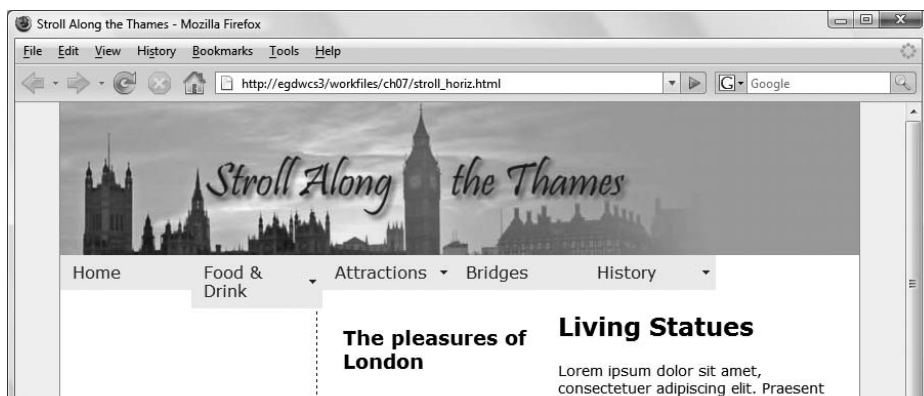 Stroll Along the Thames - Mozilla Firefox
File Edit View History Bookmarks Tools Help
http://egdwcs3/workfiles/ch07/stroll_horiz.html
G Google
Stroll Along the Thames
Home Food & Drink Attractions Bridges History
The pleasures of
London
Living Statues
Lorem ipsum dolor sit amet,
consectetuer adipiscing elit. Praesent